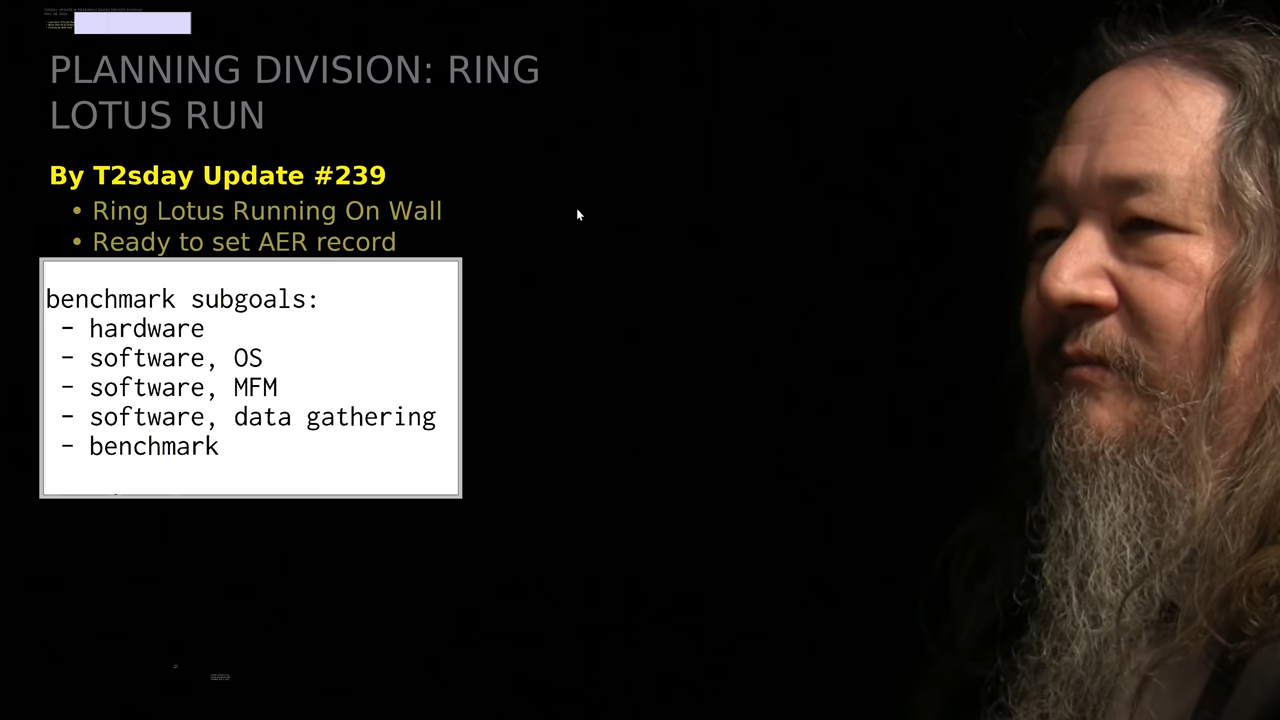 PLANNING DIVISION: RING
LOTUS RUN
By T2sday Update #239
• Ring Lotus Running On Wall
• Ready to set AER record
benchmark subgoals:
- hardware
- software, OS
- software, MFM
- software, data gathering
- benchmark